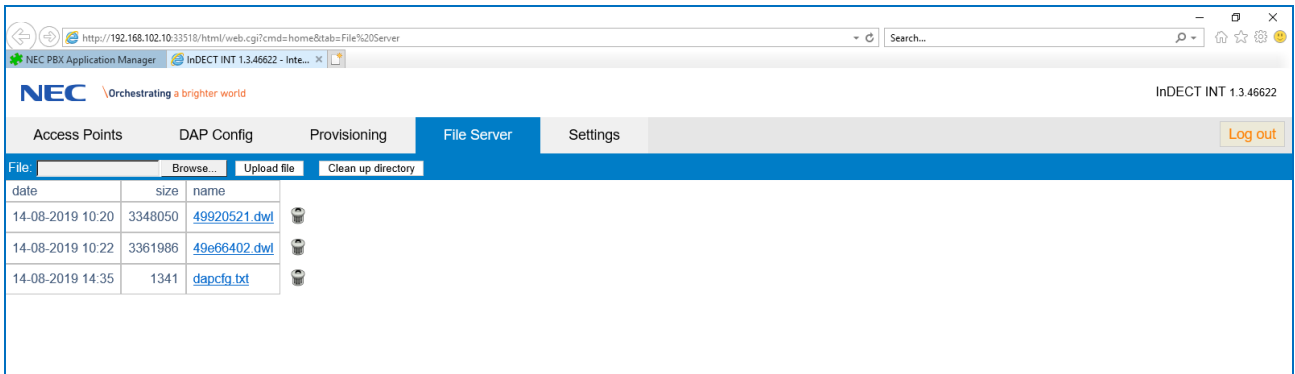 http://192.168.102.10:33518/html/web.cgi?cmd=home&tab=File%20Server
Search...
NEC PBX Application Manager
InDECT INT 1.3.46622 - Inte...
NEC \Orchestrating a brighter world
InDECT INT 1.3.46622
Access Points DAP Config Provisioning File Server Settings Log out
File: Browse... Upload file Clean up directory
date size name
14-08-2019 10:20 3348050 49920521.dwl
14-08-2019 10:22 3361986 49e66402.dwl
14-08-2019 14:35 1341 dapcfg.txt